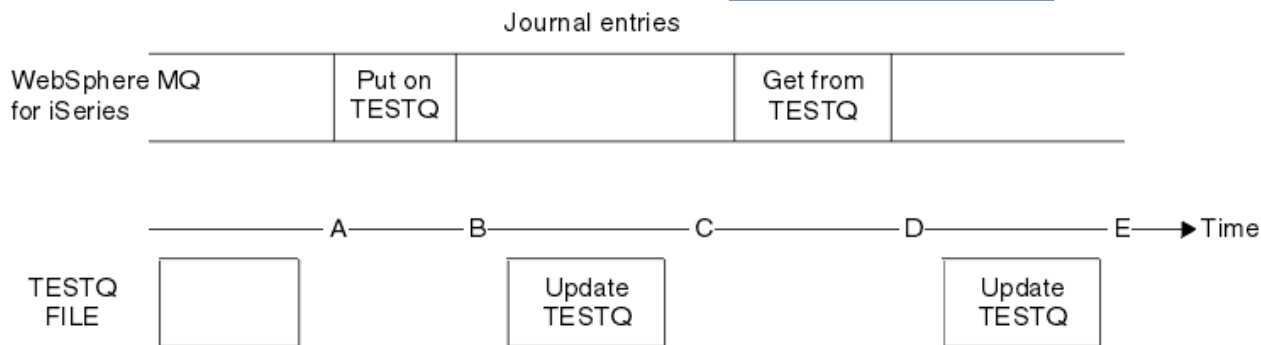 Journal entries
WebSphere MQ
for iSeries
Put on
TESTQ
Get from
TESTQ
A
B
C
D
E
Time
TESTQ
FILE
Update
TESTQ
Update
TESTQ